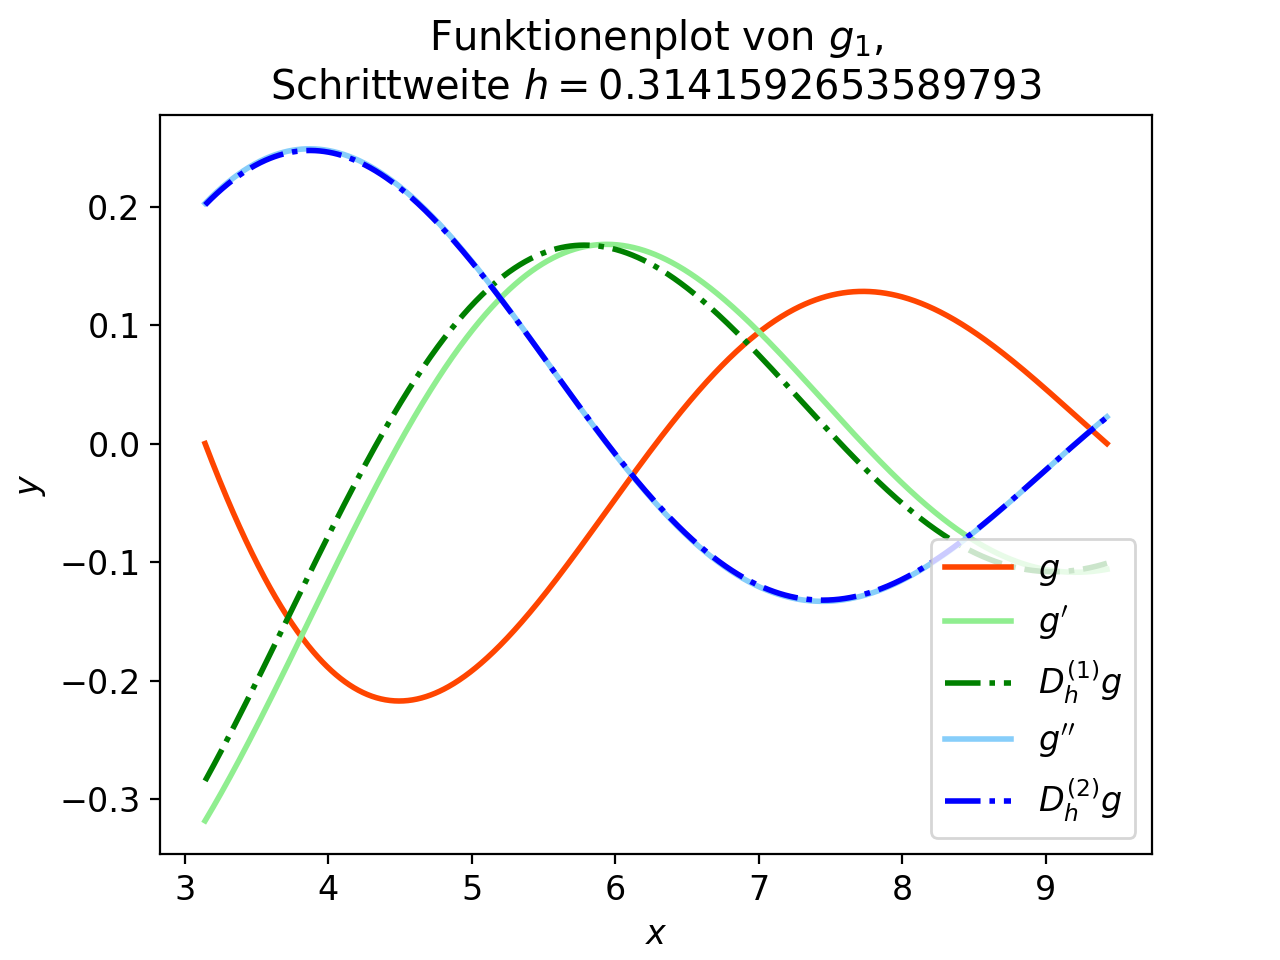 Funktionenplot von $g_1$,
Schrittweite $h = 0.3141592653589793$
0.2
0.1
0.0
−0.1
−0.2
−0.3
y
3 4 5 6 7 8 9
x
$g$
$g'$
$D_h^{(1)}g$
$g''$
$D_h^{(2)}g$